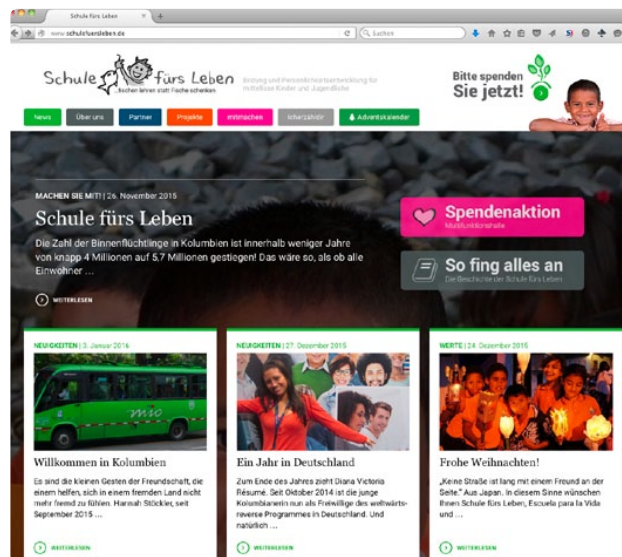 Schule fürs Leben
www.schulefuersleben.de
Suchen
Schule fürs Leben
...fischen lehren statt Fische schenken.
Bildung und Persönlichkeitsentwicklung für
mittellose Kinder und Jugendliche
Bitte spenden
Sie jetzt!
News
Über uns
Partner
Projekte
mitmachen
Adventskalender
MACHEN SIE MIT! | 26. November 2015
Schule fürs Leben
Die Zahl der Binnenflüchtlinge in Kolumbien ist innerhalb weniger Jahre
von knapp 4 Millionen auf 5,7 Millionen gestiegen! Das wäre so, als ob alle
Einwohner ...
WEITERLESEN
Spendenaktion
Multifunktionshalle
So fing alles an
Die Geschichte der Schule fürs Leben
NEUIGKEITEN | 3. Januar 2016
mio
Willkommen in Kolumbien
Es sind die kleinen Gesten der Freundschaft, die
einem helfen, sich in einem fremden Land nicht
mehr fremd zu fühlen. Hannah Stöckler, seit
September 2015 ...
WEITERLESEN
NEUIGKEITEN | 27. Dezember 2015
Ein Jahr in Deutschland
Zum Ende des Jahres zieht Diana Victoria
Résumé. Seit Oktober 2014 ist die junge
Kolumbianerin nun als Freiwillige des weltwärts-
reverse Programmes in Deutschland. Und
natürlich ...
WEITERLESEN
WERTE | 24. Dezember 2015
Frohe Weihnachten!
„Keine Straße ist lang mit einem Freund an der
Seite." Aus Japan. In diesem Sinne wünschen
Ihnen Schule fürs Leben, Escuela para la Vida
und ...
WEITERLESEN